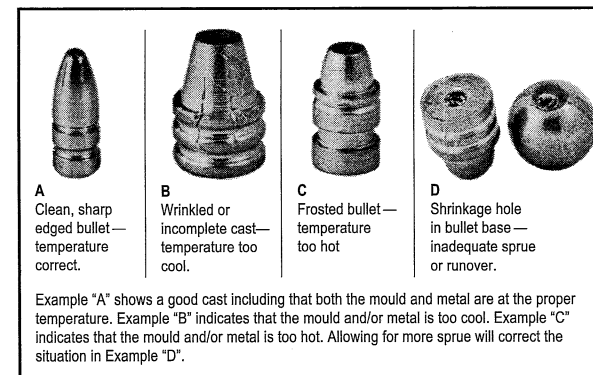 A
Clean, sharp
edged bullet—
temperature
correct.
B
Wrinkled or
incomplete cast—
temperature too
cool.
C
Frosted bullet—
temperature
too hot
D
Shrinkage hole
in bullet base—
inadequate sprue
or runover.
Example “A” shows a good cast including that both the mould and metal are at the proper
temperature. Example “B” indicates that the mould and/or metal is too cool. Example “C”
indicates that the mould and/or metal is too hot. Allowing for more sprue will correct the
situation in Example “D”.